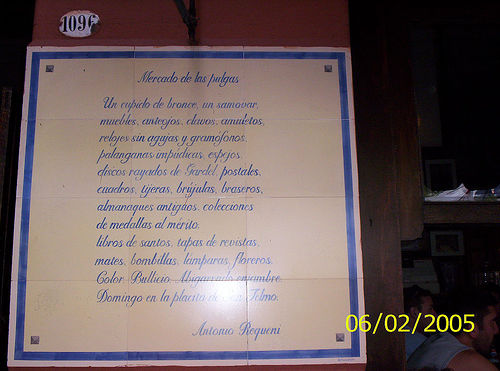 1096
Mercado de las pulgas
Un cupido de bronce, un samovar,
muebles, anteojos, clavos, amuletos,
relojes sin agujas y gramófonos,
palanganas impúdicas, espejos,
discos rayados de Gardel, postales,
cuadros, tijeras, brújulas, braseros,
almanaques antiguos, colecciones
de medallas al mérito,
libros de santos, tapas de revistas,
mates, bombillas, lámparas, floreros.
Color. Bullicio. Abigarrado enjambre.
Domingo en la placita de San Telmo.
Antonio Requeni
06/02/2005